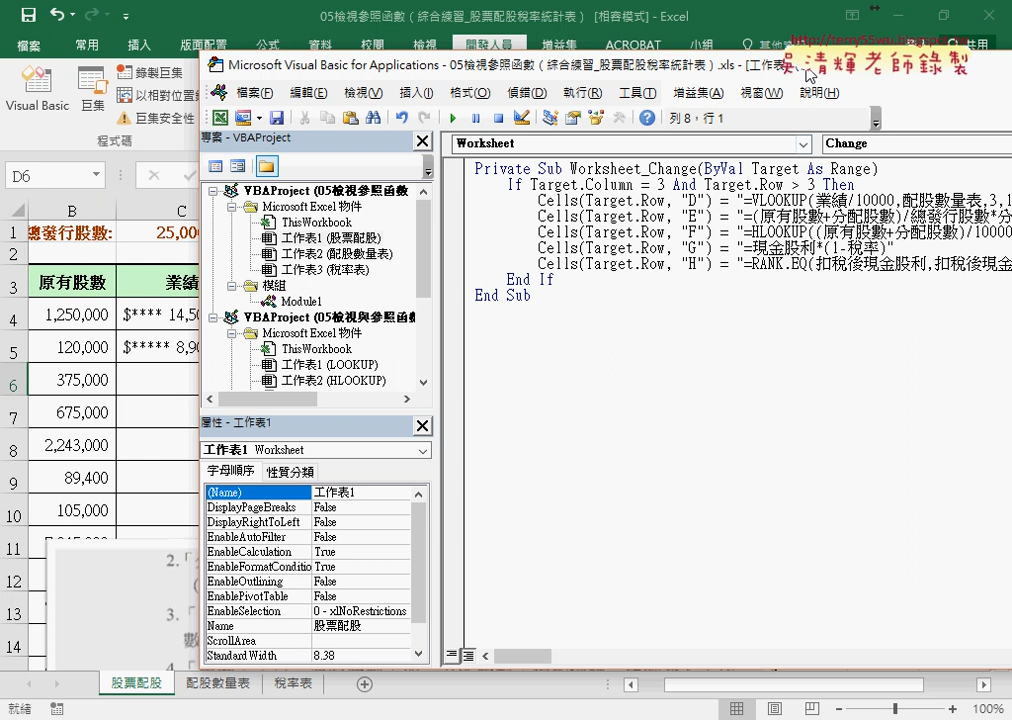 05檢視參照函數（綜合練習_股票配股稅率統計表） [相容模式] - Excel
檔案 常用 插入 版面配置 公式 資料 校閱 檢視 開發人員 增益集 ACROBAT 小組
共用
吳清輝老師錄製
Visual Basic 巨集 錄製巨集
以相對位置
巨集安全性
程式碼
Microsoft Visual Basic for Applications - 05檢視參照函數（綜合練習_股票配股稅率統計表）.xls - [工作表
檔案(F) 編輯(E) 檢視(V) 插入(I) 格式(O) 偵錯(D) 執行(R) 工具(T) 增益集(A) 視窗(W) 說明(H)
列 8，行 1
專案 - VBAProject
VBAProject (05檢視參照函數
Microsoft Excel 物件
ThisWorkbook
工作表1 (股票配股)
工作表2 (配股數量表)
工作表3 (稅率表)
模組
Module1
VBAProject (05檢視與參照函數
Microsoft Excel 物件
ThisWorkbook
工作表1 (LOOKUP)
工作表2 (HLOOKUP)
Worksheet Change
Private Sub Worksheet_Change(ByVal Target As Range)
If Target.Column = 3 And Target.Row > 3 Then
Cells(Target.Row, "D") = "=VLOOKUP(業績/10000,配股數量表,3,1
Cells(Target.Row, "E") = "=(原有股數+分配股數)/總發行股數*分
Cells(Target.Row, "F") = "=HLOOKUP((原有股數+分配股數)/10000
Cells(Target.Row, "G") = "=現金股利*(1-稅率)"
Cells(Target.Row, "H") = "=RANK.EQ(扣稅後現金股利,扣稅後現金
End If
End Sub
屬性 - 工作表1
工作表1 Worksheet
字母順序 性質分類
(Name) 工作表1
DisplayPageBreaks False
DisplayRightToLeft False
EnableAutoFilter False
EnableCalculation True
EnableFormatConditio True
EnableOutlining False
EnablePivotTable False
EnableSelection 0 - xlNoRestrictions
Name 股票配股
ScrollArea
StandardWidth 8.38
D6
B C
1 總發行股數: 25,00
2
3 原有股數 業績
4 1,250,000 $**** 14,50
5 120,000 $***** 8,90
6 375,000
7 675,000
8 2,243,000
9 89,400
10 105,000
11
12
13
14
2.「
3.「
數
4.「
股票配股 配股數量表 稅率表
就緒
100%